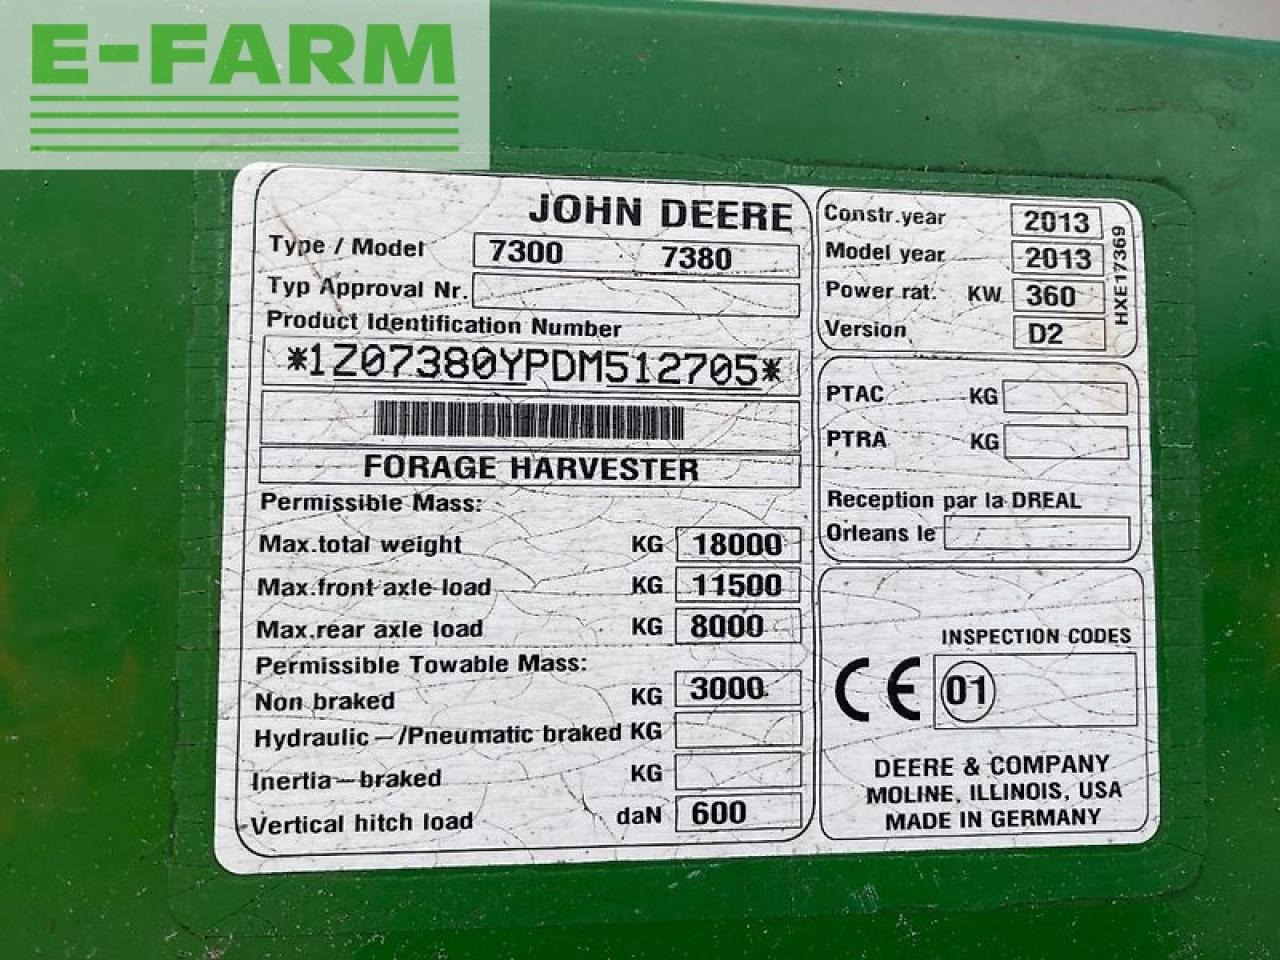 E-FARM
JOHN DEERE
Type / Model 7300 7380
Typ Approval Nr.
Product Identification Number
*1Z07380YPDM512705*
FORAGE HARVESTER
Permissible Mass:
Max.total weight KG 18000
Max.front axle load KG 11500
Max.rear axle load KG 8000
Permissible Towable Mass:
Non braked KG 3000
Hydraulic-/Pneumatic braked KG
Inertia-braked KG
Vertical hitch load daN 600
Constr.year 2013
Model year 2013
Power rat. KW 360
Version D2
HXE17369
PTAC KG
PTRA KG
Reception par la DREAL
Orleans le
INSPECTION CODES
CE 01
DEERE & COMPANY
MOLINE, ILLINOIS, USA
MADE IN GERMANY